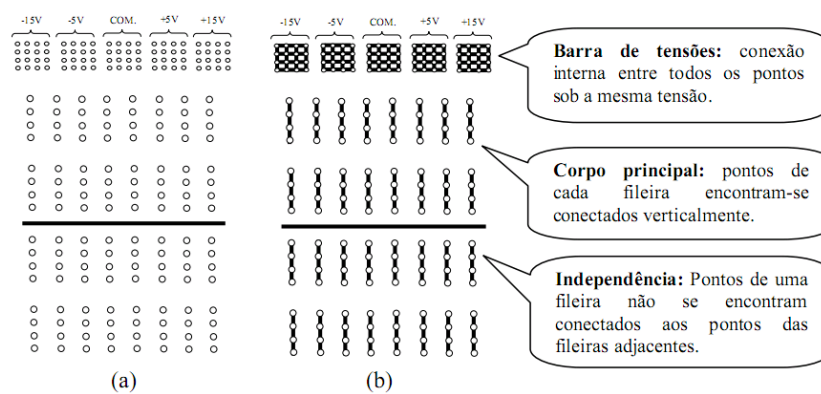 -15V -5V COM. +5V +15V
-15V -5V COM. +5V +15V
Barra de tensões: conexão
interna entre todos os pontos
sob a mesma tensão.
Corpo principal: pontos de
cada fileira encontram-se
conectados verticalmente.
Independência: Pontos de uma
fileira não se encontram
conectados aos pontos das
fileiras adjacentes.
(a)
(b)